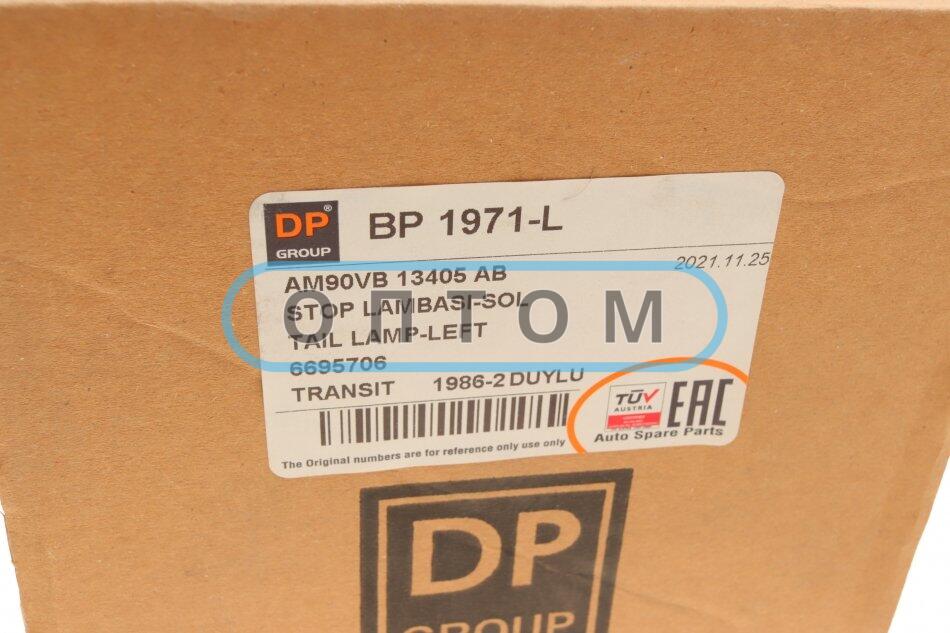 DP®
GROUP
BP 1971-L
2021.11.25
AM90VB 13405 AB
STOP LAMBASI-SOL
TAIL LAMP-LEFT
6695706
TRANSIT 1986-2 DUYLU
TÜV
AUSTRIA
EAC
Auto Spare Parts
The Original numbers are for reference only use only
ОПТОМ
DP
GROUP